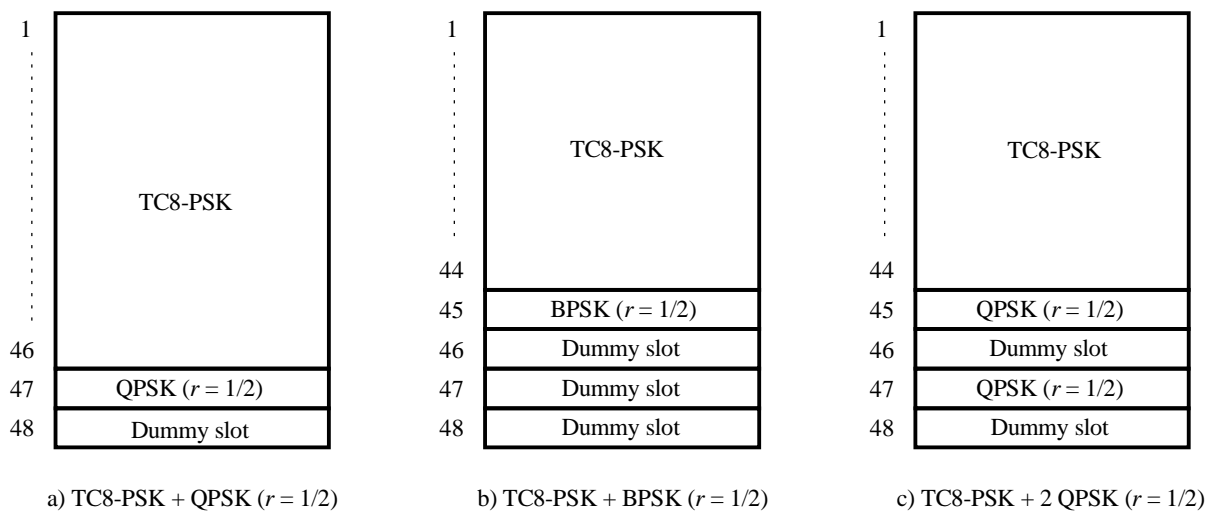 1
TC8-PSK
46
47 QPSK (r = 1/2)
48 Dummy slot
a) TC8-PSK + QPSK (r = 1/2)
1
TC8-PSK
44
45 BPSK (r = 1/2)
46 Dummy slot
47 Dummy slot
48 Dummy slot
b) TC8-PSK + BPSK (r = 1/2)
1
TC8-PSK
44
45 QPSK (r = 1/2)
46 Dummy slot
47 QPSK (r = 1/2)
48 Dummy slot
c) TC8-PSK + 2 QPSK (r = 1/2)